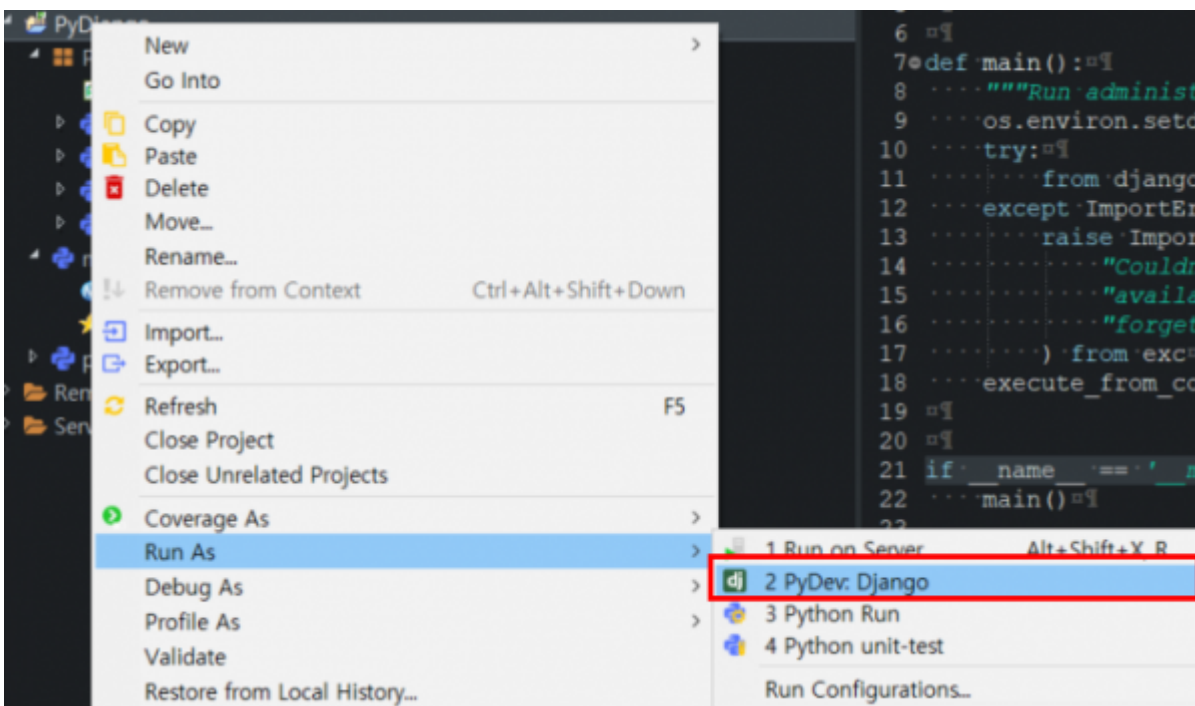 PyDjango
New
Go Into
Copy
Paste
Delete
Move...
Rename...
Remove from Context Ctrl+Alt+Shift+Down
Import...
Export...
Refresh F5
Close Project
Close Unrelated Projects
Coverage As
Run As
Debug As
Profile As
Validate
Restore from Local History...
1 Run on Server Alt+Shift+X, R
2 PyDev: Django
3 Python Run
4 Python unit-test
Run Configurations...
Rem
Serv
6
7 def main():
8 """Run administ
9 os.environ.setd
10 try:
11 from django
12 except ImportEr
13 raise Impor
14 "Couldn
15 "availa
16 "forget
17 ) from exc
18 execute_from_co
19
20
21 if __name__ == '__m
22 main()
23